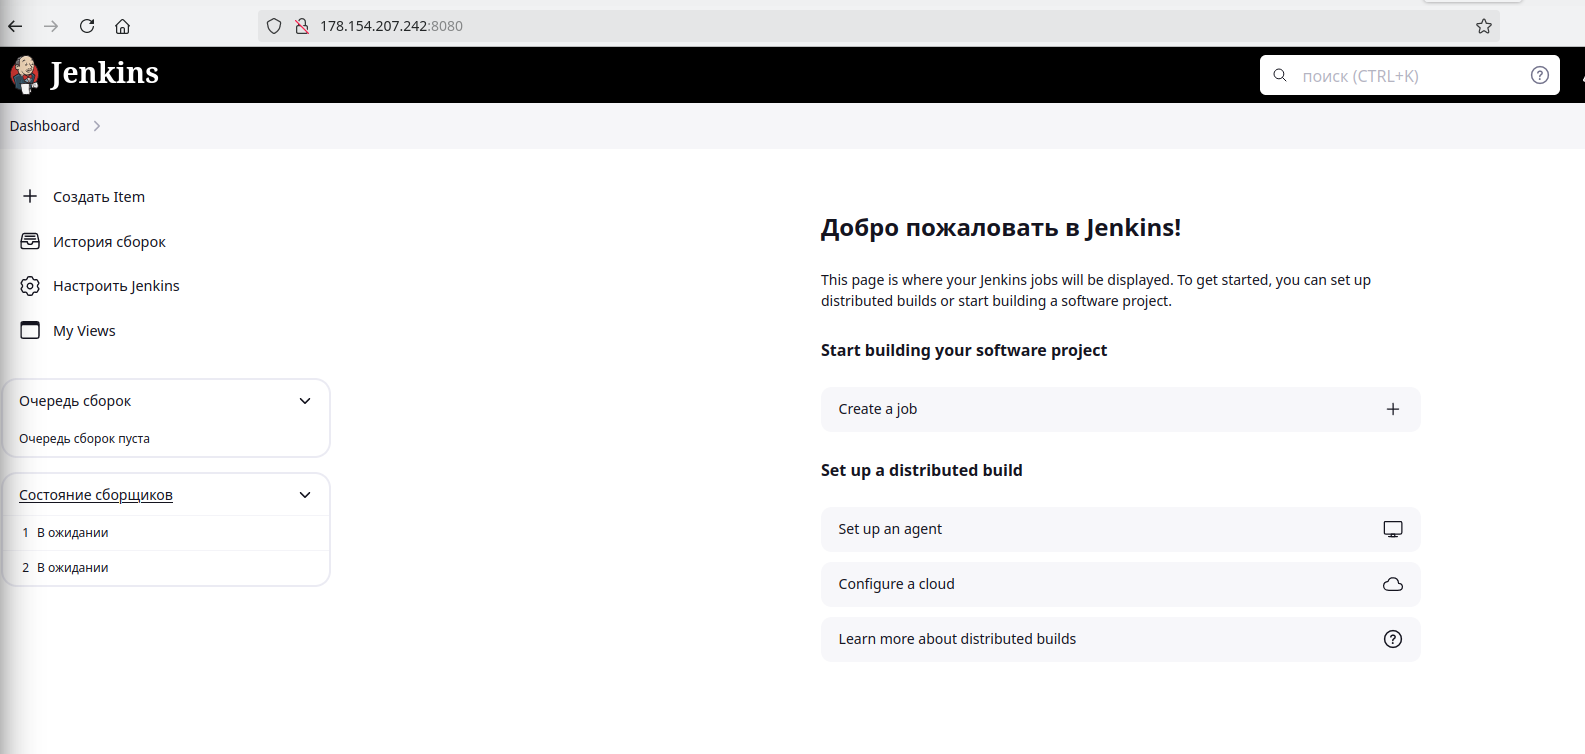 178.154.207.242:8080
Jenkins
поиск (CTRL+K)
Dashboard
Создать Item
История сборок
Настроить Jenkins
My Views
Очередь сборок
Очередь сборок пуста
Состояние сборщиков
1 В ожидании
2 В ожидании
Добро пожаловать в Jenkins!
This page is where your Jenkins jobs will be displayed. To get started, you can set up
distributed builds or start building a software project.
Start building your software project
Create a job
Set up a distributed build
Set up an agent
Configure a cloud
Learn more about distributed builds